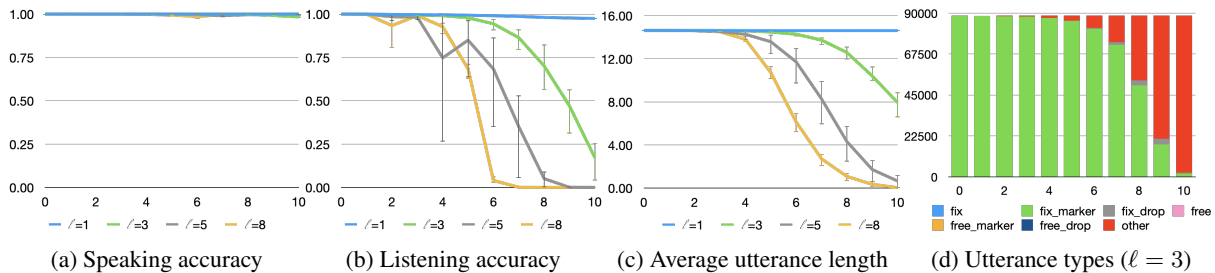 1.00
0.75
0.50
0.25
0.00
0 2 4 6 8 10
ℓ=1 ℓ=3 ℓ=5 ℓ=8
(a) Speaking accuracy
1.00
0.75
0.50
0.25
0.00
0 2 4 6 8 10
ℓ=1 ℓ=3 ℓ=5 ℓ=8
(b) Listening accuracy
16.00
12.00
8.00
4.00
0.00
0 2 4 6 8 10
ℓ=1 ℓ=3 ℓ=5 ℓ=8
(c) Average utterance length
90000
67500
45000
22500
0
0 2 4 6 8 10
fix fix_marker fix_drop free
free_marker free_drop other
(d) Utterance types (ℓ = 3)